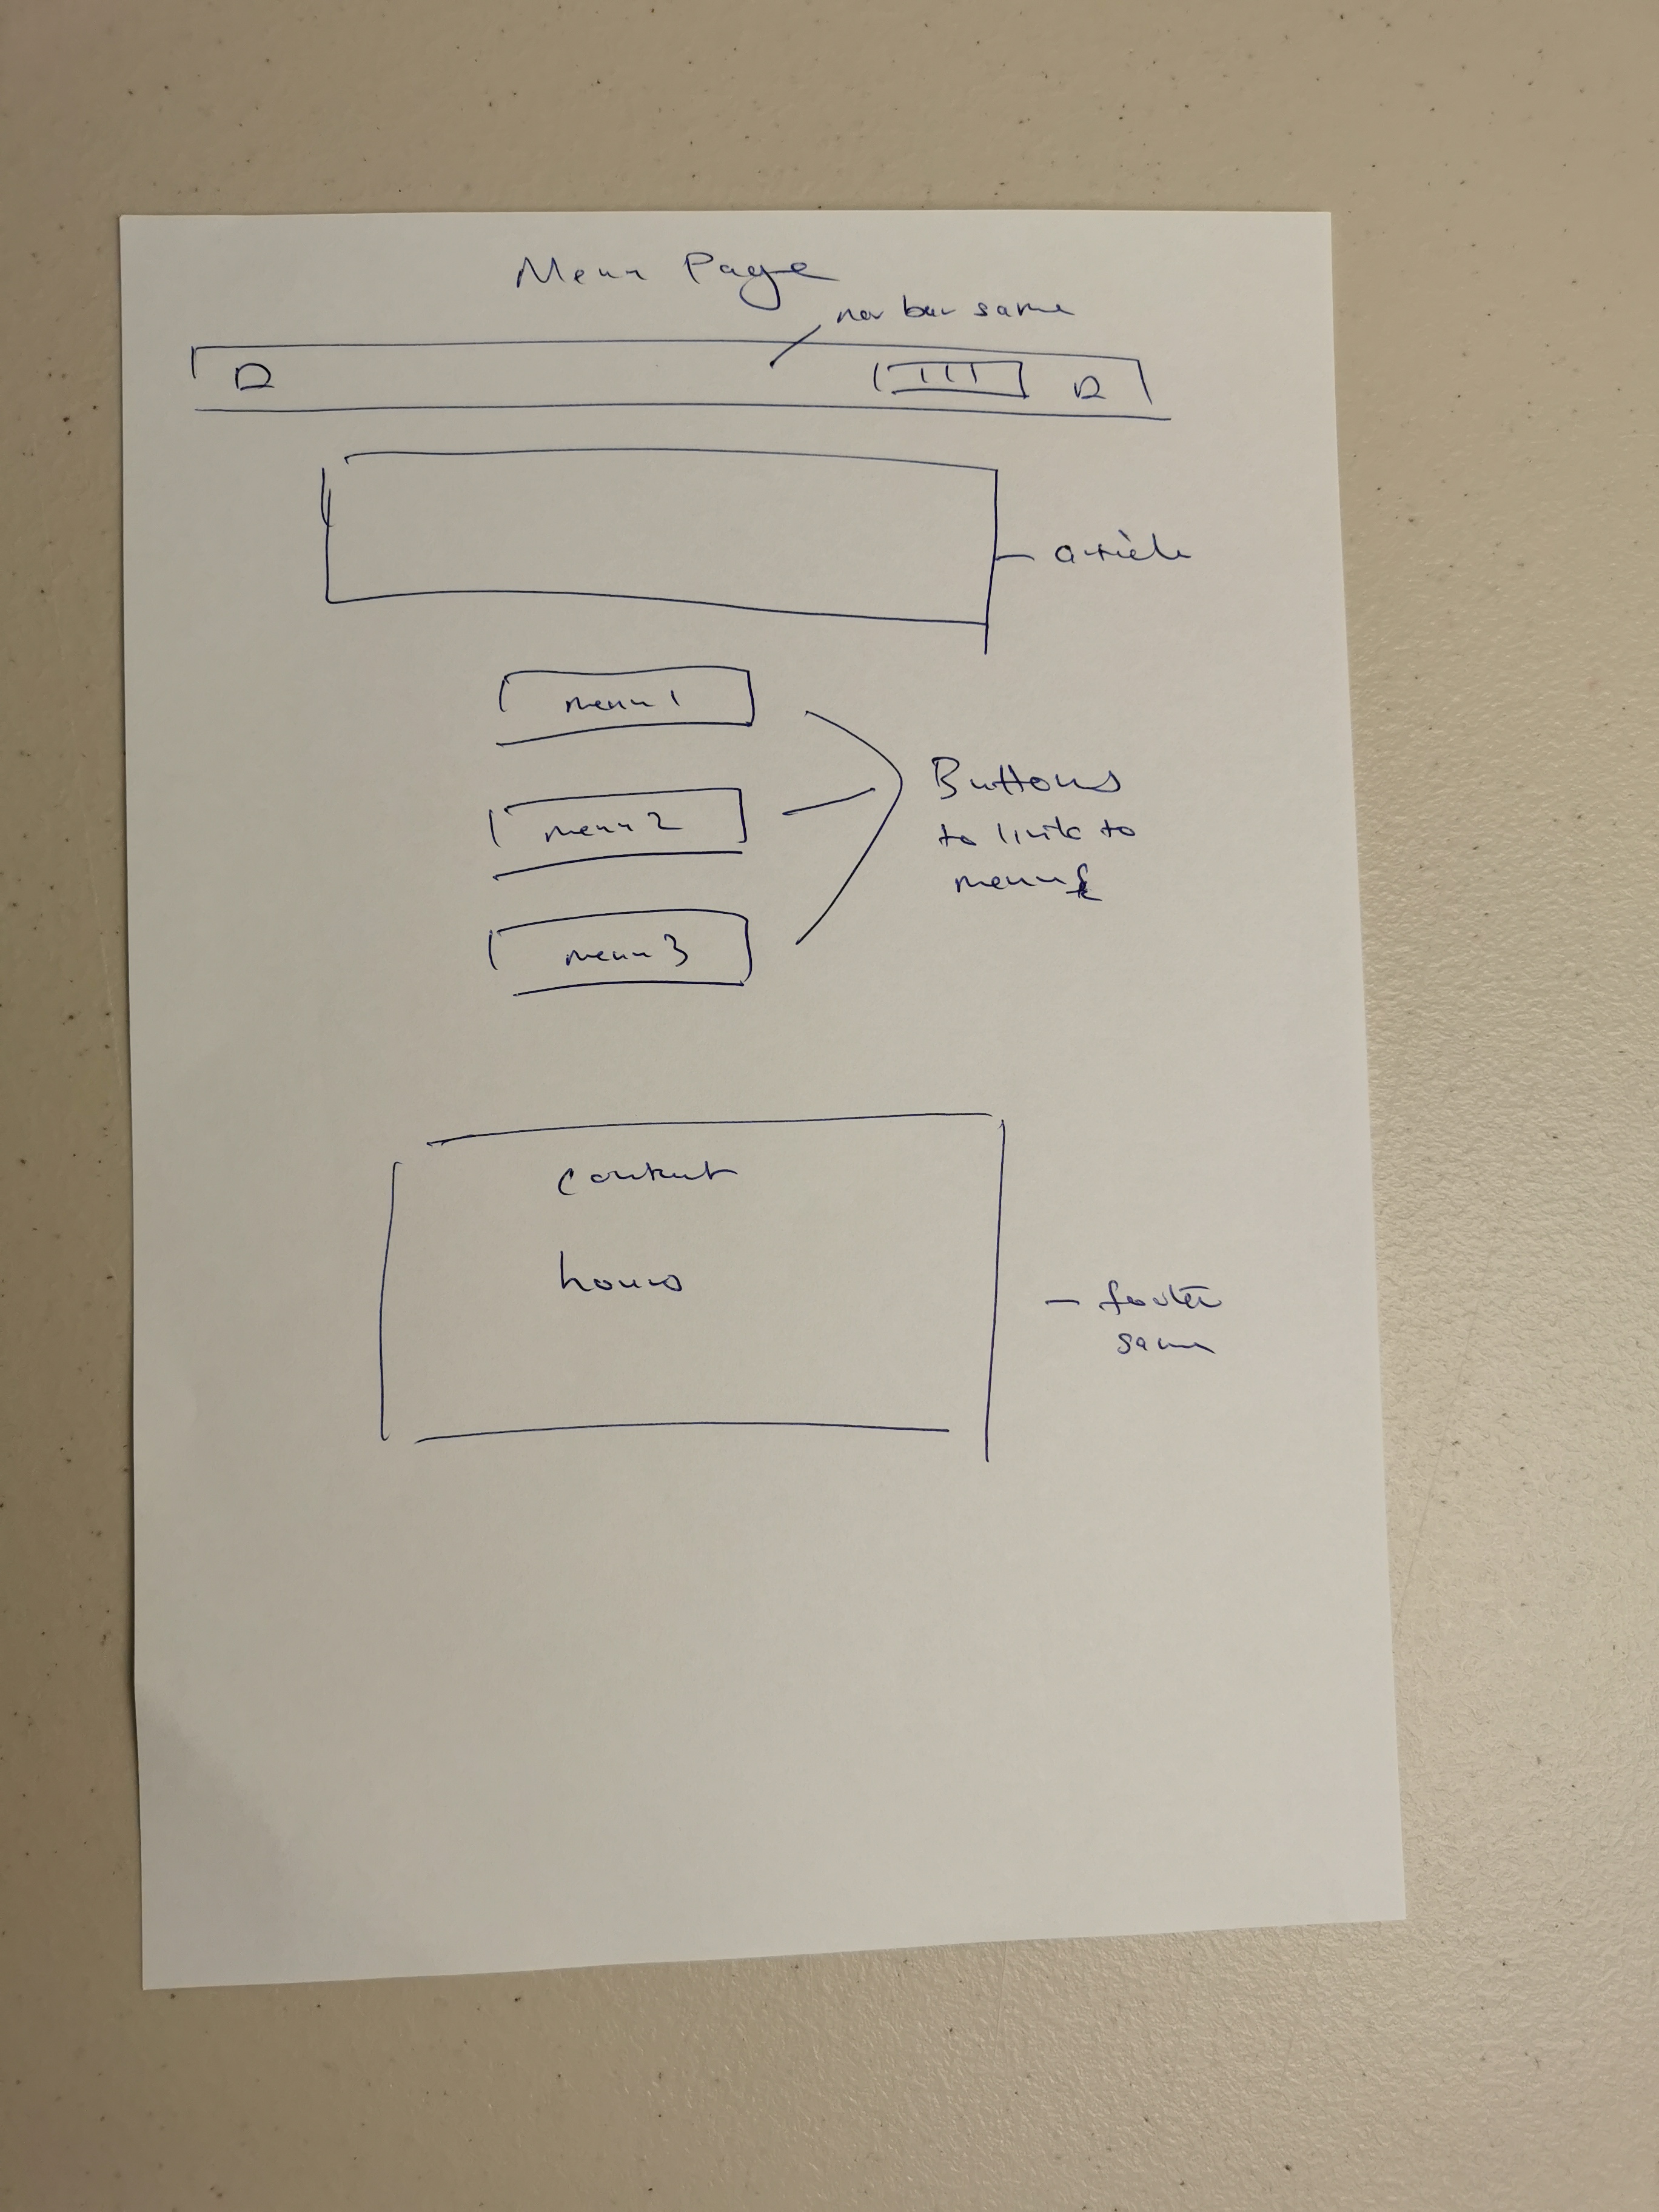 Menu Page
nav bar same
article
menu 1
menu 2
menu 3
Buttons
to link to
menus
content
hours
footer
same